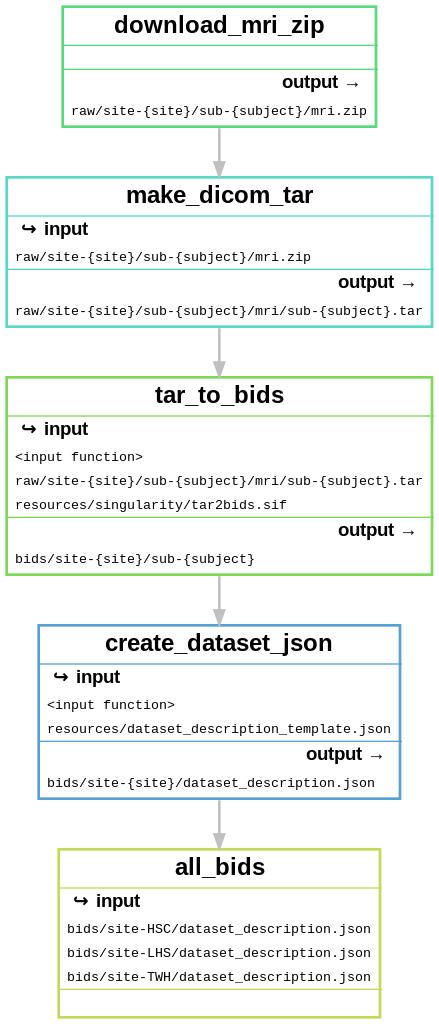 download_mri_zip
output →
raw/site-{site}/sub-{subject}/mri.zip
make_dicom_tar
↪ input
raw/site-{site}/sub-{subject}/mri.zip
output →
raw/site-{site}/sub-{subject}/mri/sub-{subject}.tar
tar_to_bids
↪ input
<input function>
raw/site-{site}/sub-{subject}/mri/sub-{subject}.tar
resources/singularity/tar2bids.sif
output →
bids/site-{site}/sub-{subject}
create_dataset_json
↪ input
<input function>
resources/dataset_description_template.json
output →
bids/site-{site}/dataset_description.json
all_bids
↪ input
bids/site-HSC/dataset_description.json
bids/site-LHS/dataset_description.json
bids/site-TWH/dataset_description.json